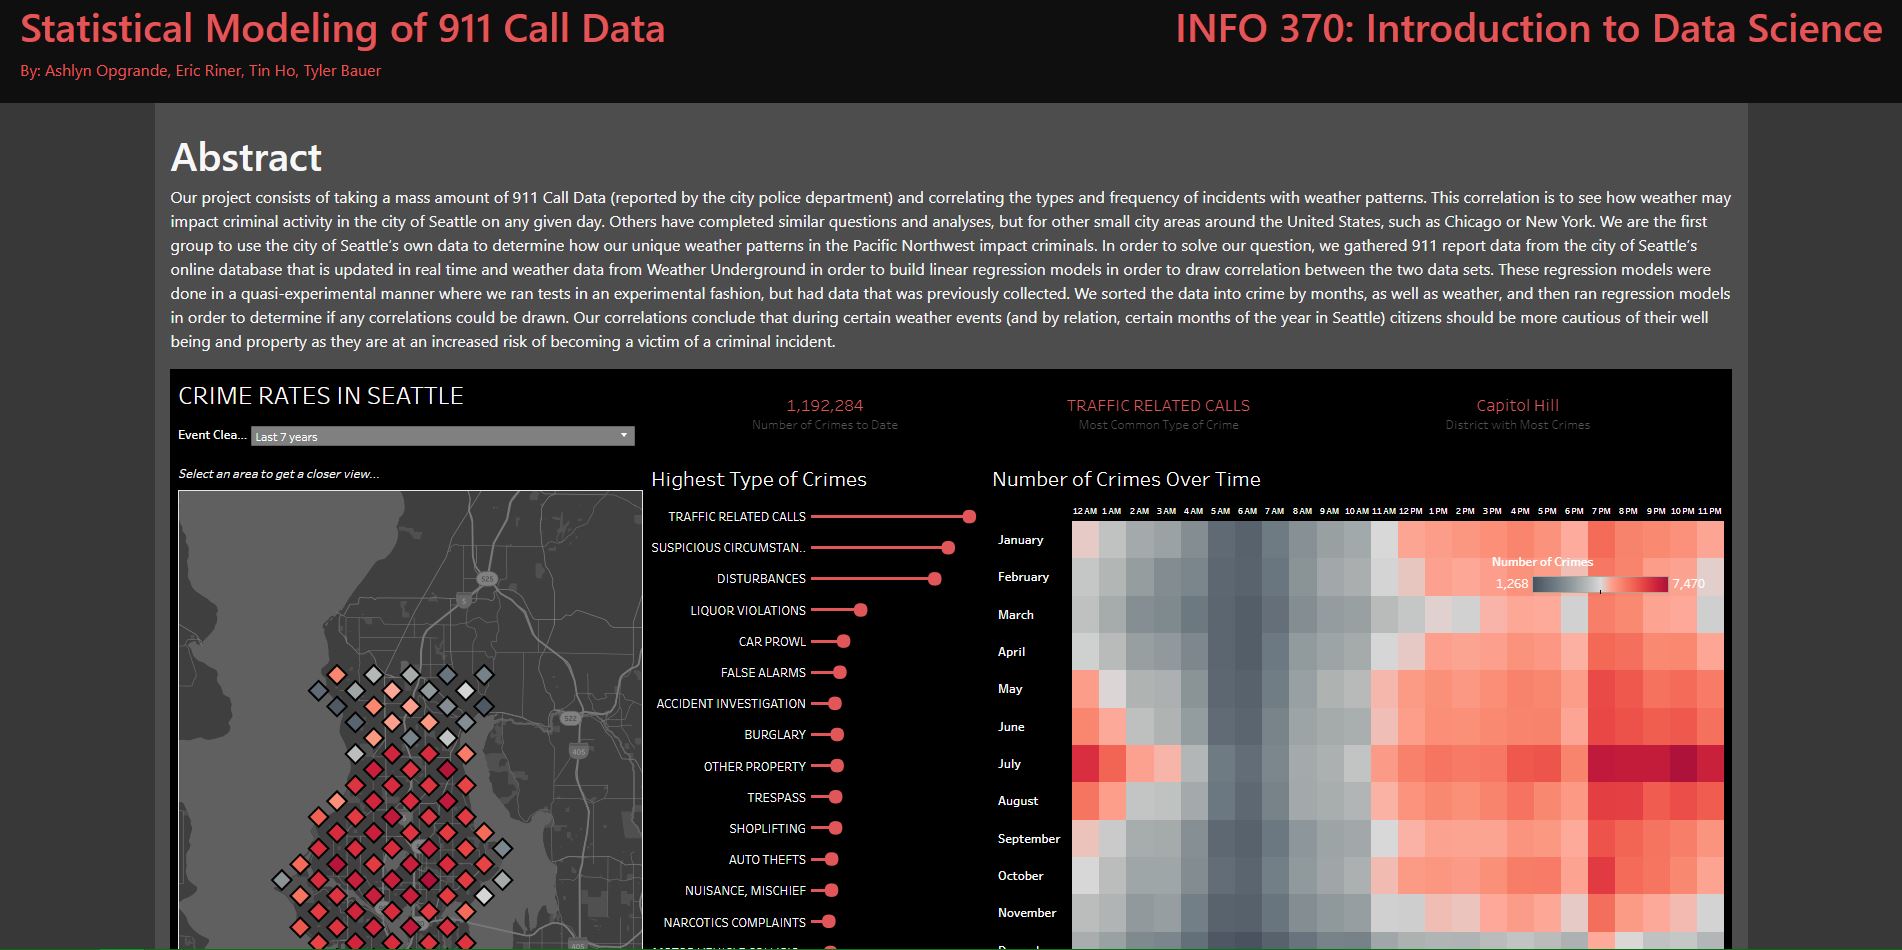 Statistical Modeling of 911 Call Data
INFO 370: Introduction to Data Science
By: Ashlyn Opgrande, Eric Riner, Tin Ho, Tyler Bauer
Abstract
Our project consists of taking a mass amount of 911 Call Data (reported by the city police department) and correlating the types and frequency of incidents with weather patterns. This correlation is to see how weather may
impact criminal activity in the city of Seattle on any given day. Others have completed similar questions and analyses, but for other small city areas around the United States, such as Chicago or New York. We are the first
group to use the city of Seattle's own data to determine how our unique weather patterns in the Pacific Northwest impact criminals. In order to solve our question, we gathered 911 report data from the city of Seattle's
online database that is updated in real time and weather data from Weather Underground in order to build linear regression models in order to draw correlation between the two data sets. These regression models were
done in a quasi-experimental manner where we ran tests in an experimental fashion, but had data that was previously collected. We sorted the data into crime by months, as well as weather, and then ran regression models
in order to determine if any correlations could be drawn. Our correlations conclude that during certain weather events (and by relation, certain months of the year in Seattle) citizens should be more cautious of their well
being and property as they are at an increased risk of becoming a victim of a criminal incident.
CRIME RATES IN SEATTLE
Event Clea... Last 7 years
Select an area to get a closer view...
1,192,284
Number of Crimes to Date
TRAFFIC RELATED CALLS
Most Common Type of Crime
Capitol Hill
District with Most Crimes
525
5
522
405
405
Highest Type of Crimes
TRAFFIC RELATED CALLS
SUSPICIOUS CIRCUMSTAN..
DISTURBANCES
LIQUOR VIOLATIONS
CAR PROWL
FALSE ALARMS
ACCIDENT INVESTIGATION
BURGLARY
OTHER PROPERTY
TRESPASS
SHOPLIFTING
AUTO THEFTS
NUISANCE, MISCHIEF
NARCOTICS COMPLAINTS
Number of Crimes Over Time
12 AM 1 AM 2 AM 3 AM 4 AM 5 AM 6 AM 7 AM 8 AM 9 AM 10 AM 11 AM 12 PM 1 PM 2 PM 3 PM 4 PM 5 PM 6 PM 7 PM 8 PM 9 PM 10 PM 11 PM
January
Number of Crimes
1,268 7,470
February
March
April
May
June
July
August
September
October
November